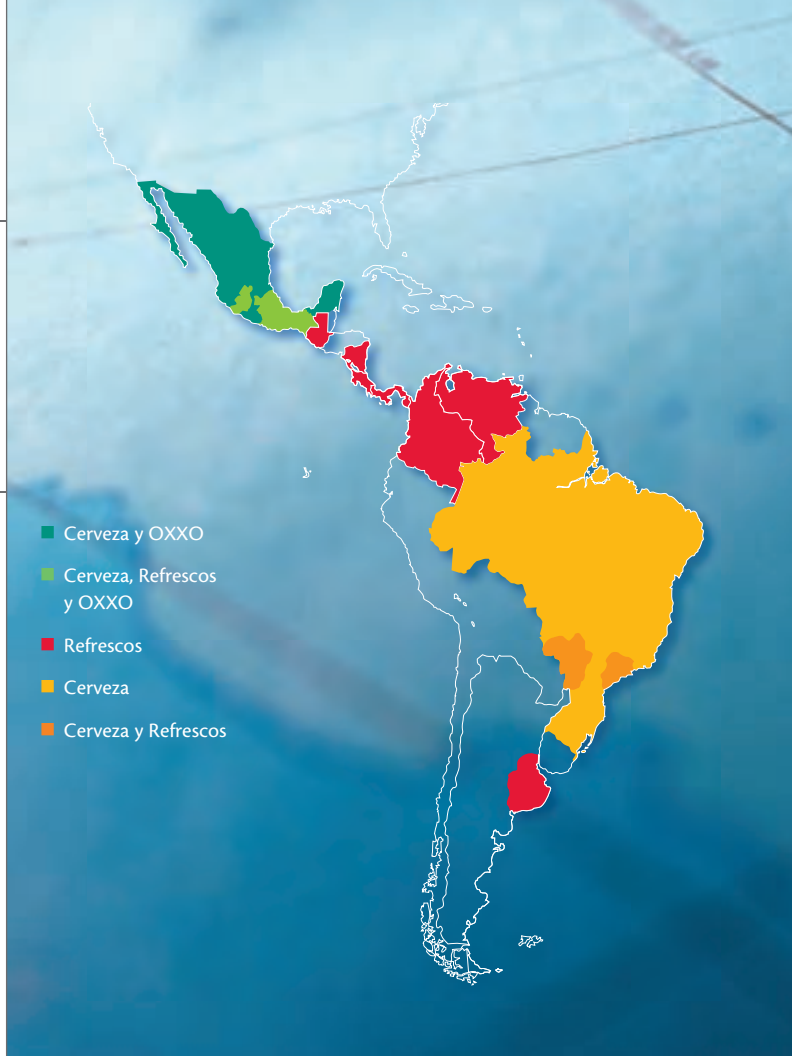 Cerveza y OXXO
Cerveza, Refrescos
y OXXO
Refrescos
Cerveza
Cerveza y Refrescos